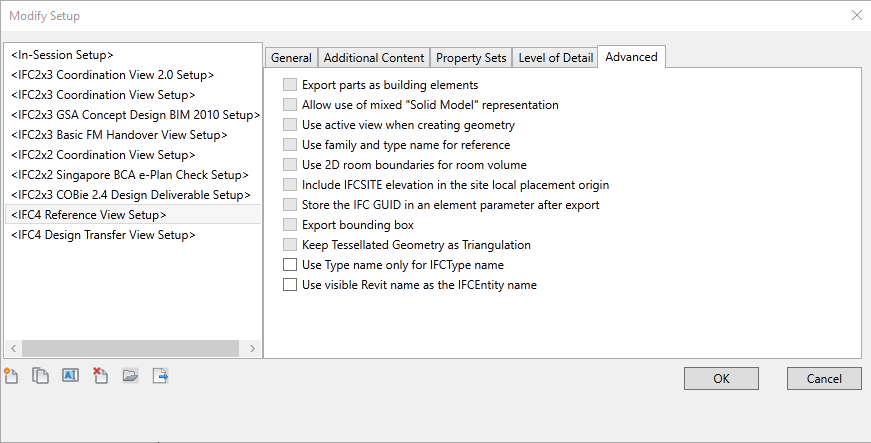 Modify Setup
<In-Session Setup>
<IFC2x3 Coordination View 2.0 Setup>
<IFC2x3 Coordination View Setup>
<IFC2x3 GSA Concept Design BIM 2010 Setup>
<IFC2x3 Basic FM Handover View Setup>
<IFC2x2 Coordination View Setup>
<IFC2x2 Singapore BCA e-Plan Check Setup>
<IFC2x3 COBie 2.4 Design Deliverable Setup>
<IFC4 Reference View Setup>
<IFC4 Design Transfer View Setup>
General Additional Content Property Sets Level of Detail Advanced
Export parts as building elements
Allow use of mixed "Solid Model" representation
Use active view when creating geometry
Use family and type name for reference
Use 2D room boundaries for room volume
Include IFCSITE elevation in the site local placement origin
Store the IFC GUID in an element parameter after export
Export bounding box
Keep Tessellated Geometry as Triangulation
Use Type name only for IFCType name
Use visible Revit name as the IFCEntity name
OK Cancel